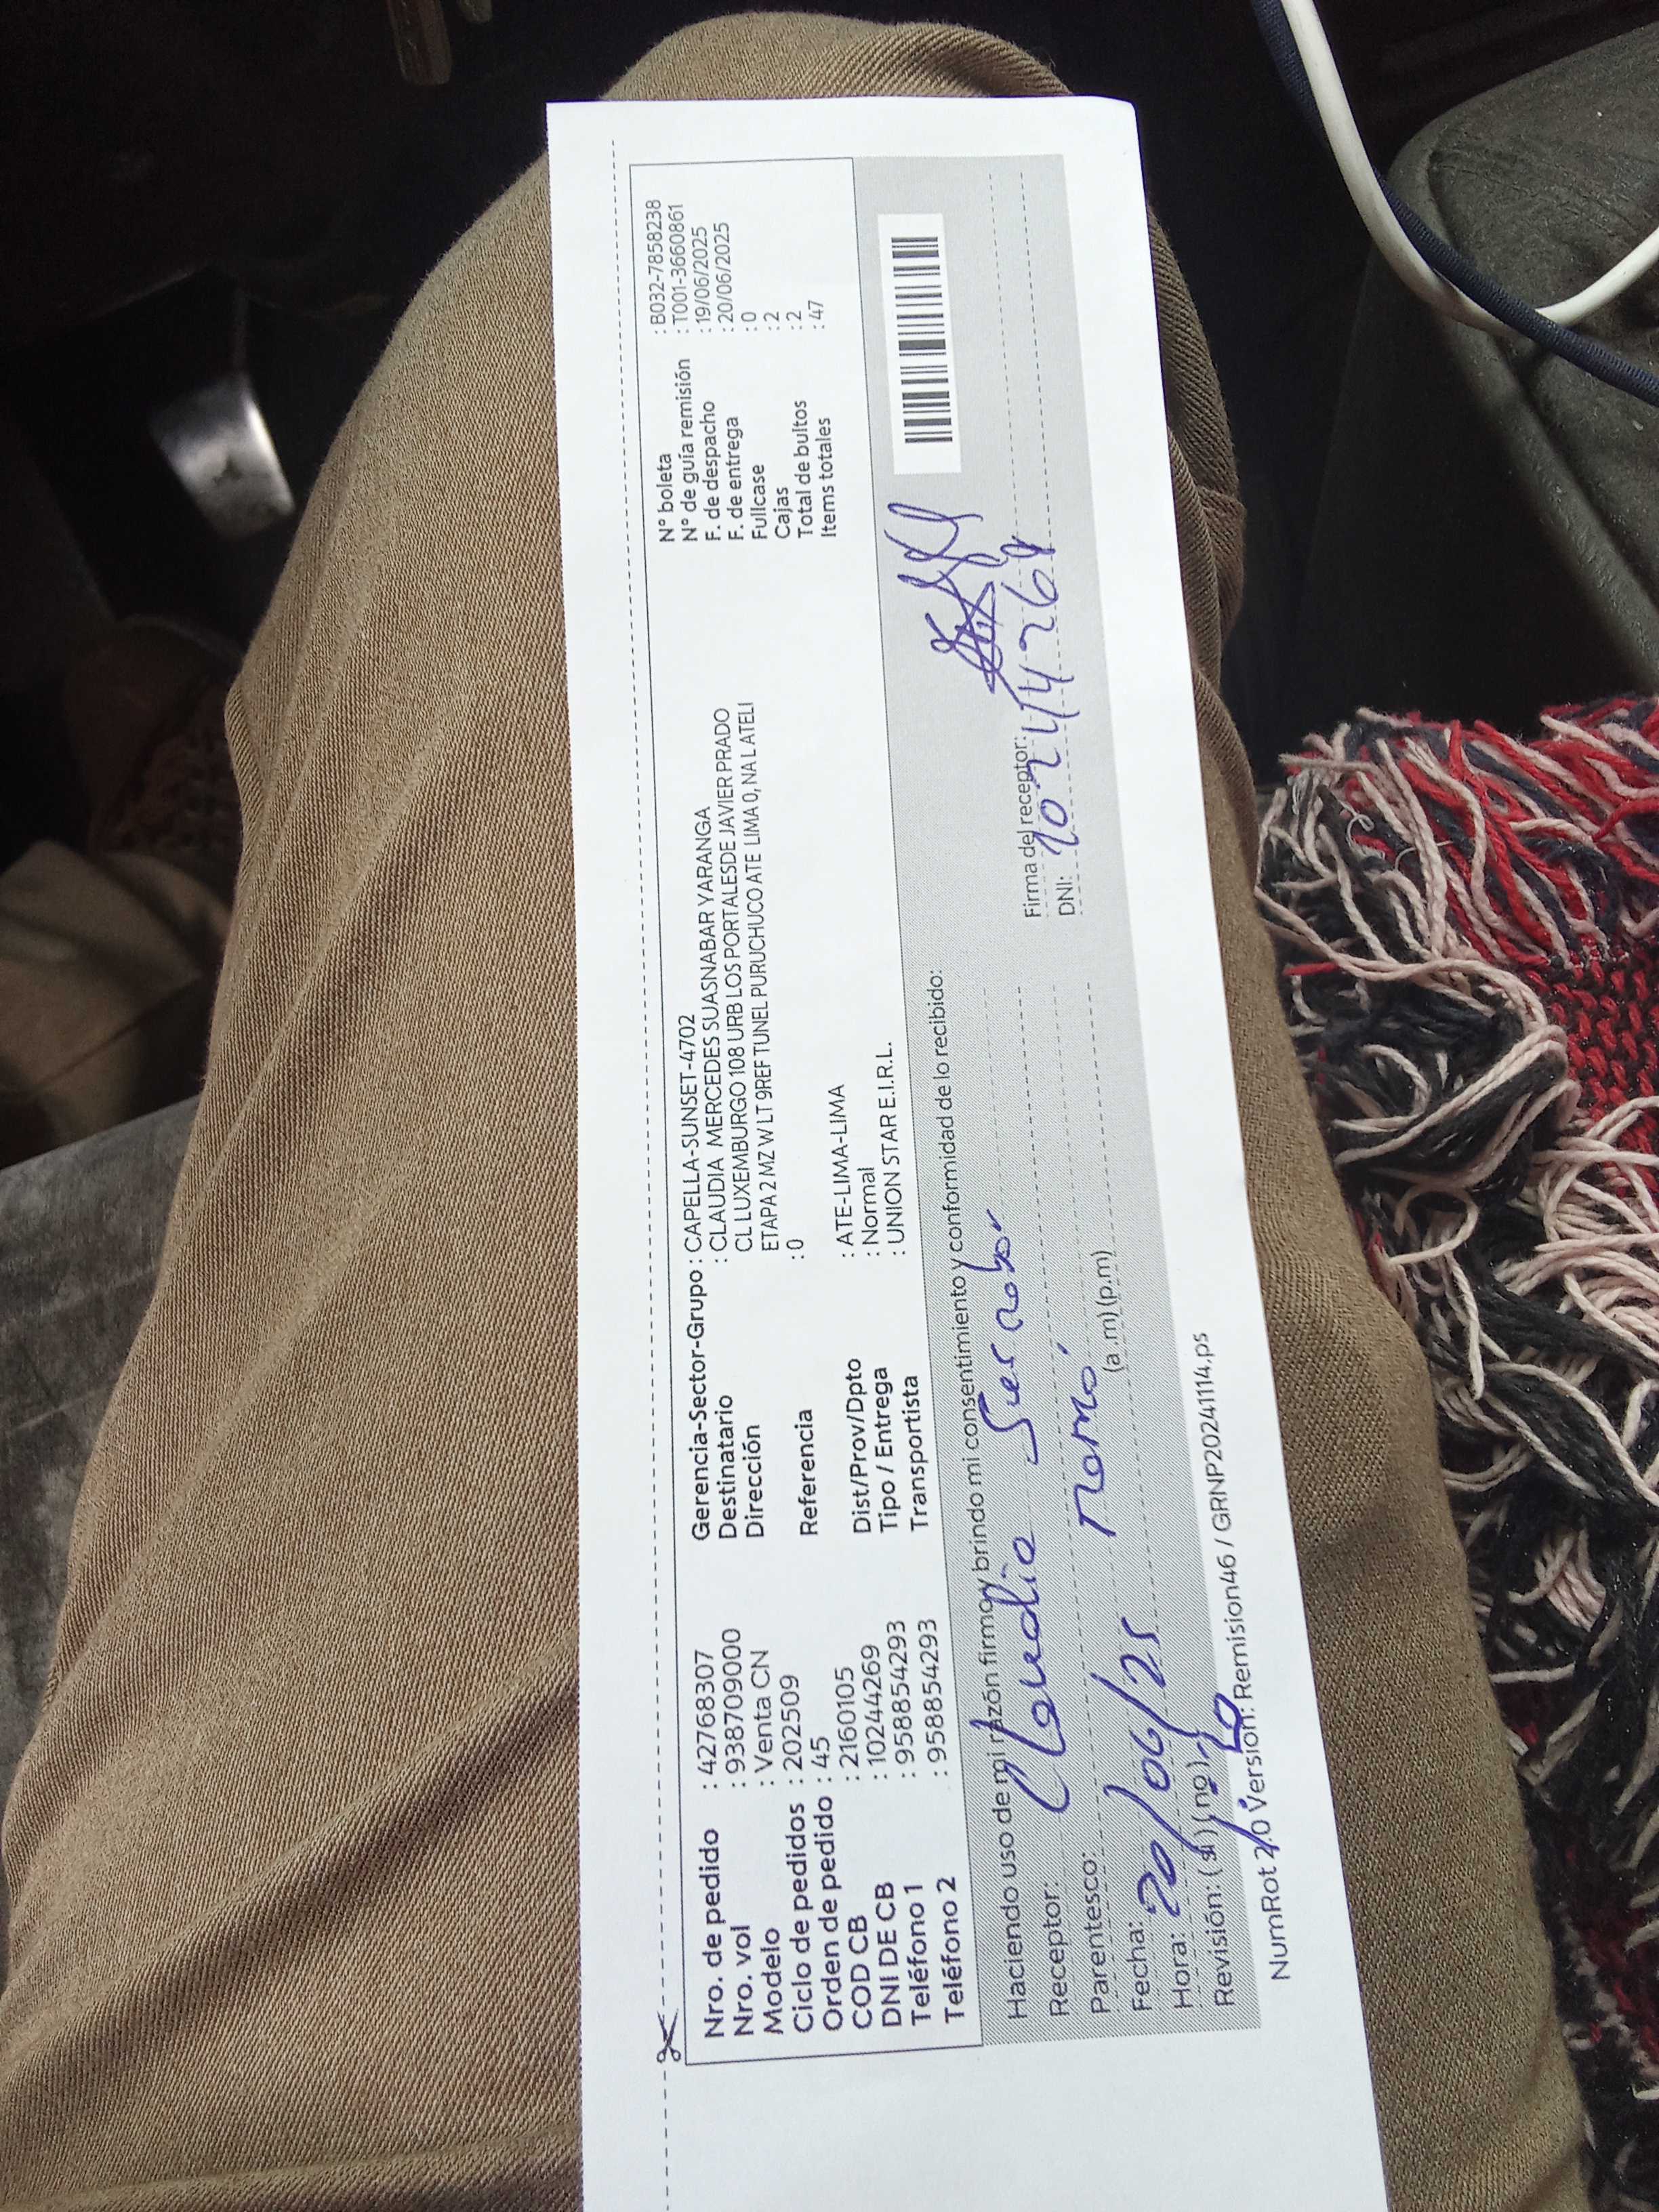 Nro. de pedido : 42768307
Nro. vol : 938709000
Modelo : Venta CN
Ciclo de pedidos : 202509
Orden de pedido : 45
COD CB : 2160105
DNI DE CB : 10244269
Teléfono 1 : 958854293
Teléfono 2 : 958854293
Gerencia-Sector-Grupo : CAPELLA-SUNSET-4702
Destinatario : CLAUDIA MERCEDES SUASNABAR YARANGA
Dirección CL LUXEMBURGO 108 URB LOS PORTALESDE JAVIER PRADO
ETAPA 2 MZ W LT 9REF TUNEL PURUCHUCO ATE LIMA 0, NA L ATELI
Referencia : 0
Dist/Prov/Dpto : ATE-LIMA-LIMA
Tipo / Entrega : Normal
Transportista : UNION STAR E.I.R.L.
N° boleta : B032-7858238
N° de guía remisión : T001-3660861
F. de despacho : 19/06/2025
F. de entrega : 20/06/2025
Fullcase : 0
Cajas : 2
Total de bultos : 2
Items totales : 47
Haciendo uso de mi razón firmo y brindo mi consentimiento y conformidad de lo recibido:
Receptor: Claudia
Parentesco: mamá
Fecha: 20/06/25
Hora: (a.m) (p.m)
Revisión: (si) (no)
Firma del receptor:
DNI:
NumRot 2.0 Versión: Remision46 / GRNP20241114.ps